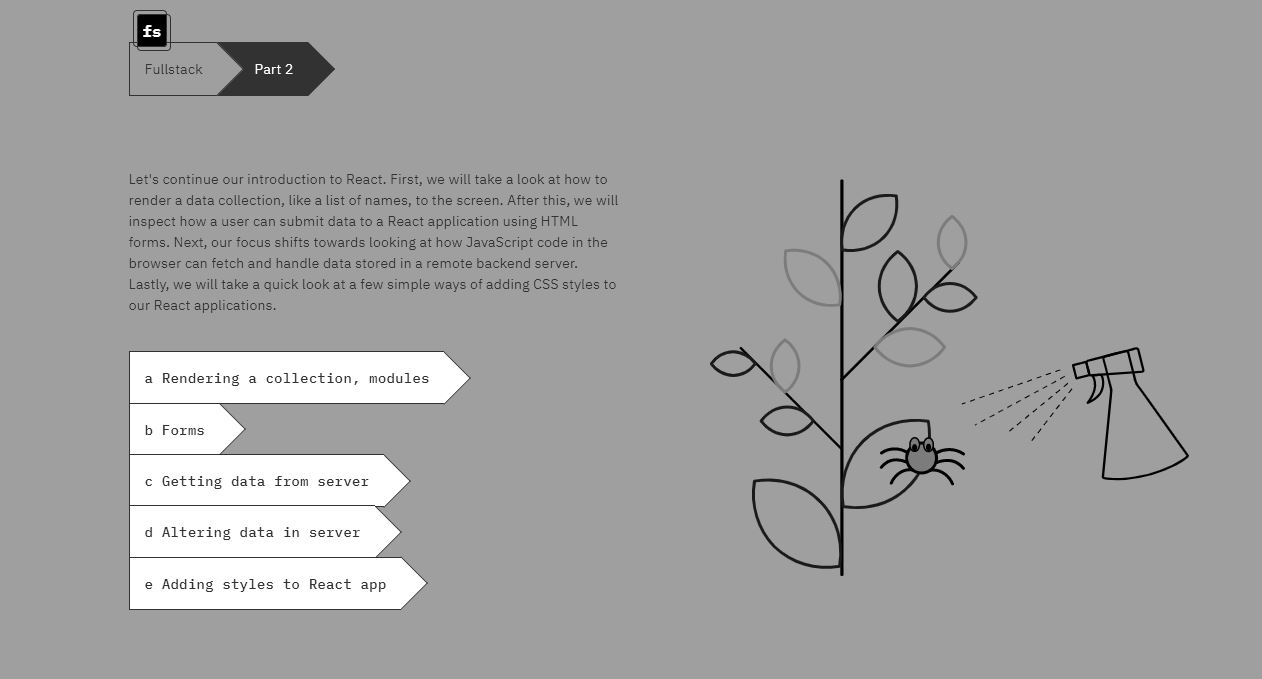 fs
Fullstack
Part 2
Let's continue our introduction to React. First, we will take a look at how to
render a data collection, like a list of names, to the screen. After this, we will
inspect how a user can submit data to a React application using HTML
forms. Next, our focus shifts towards looking at how JavaScript code in the
browser can fetch and handle data stored in a remote backend server.
Lastly, we will take a quick look at a few simple ways of adding CSS styles to
our React applications.
a Rendering a collection, modules
b Forms
c Getting data from server
d Altering data in server
e Adding styles to React app